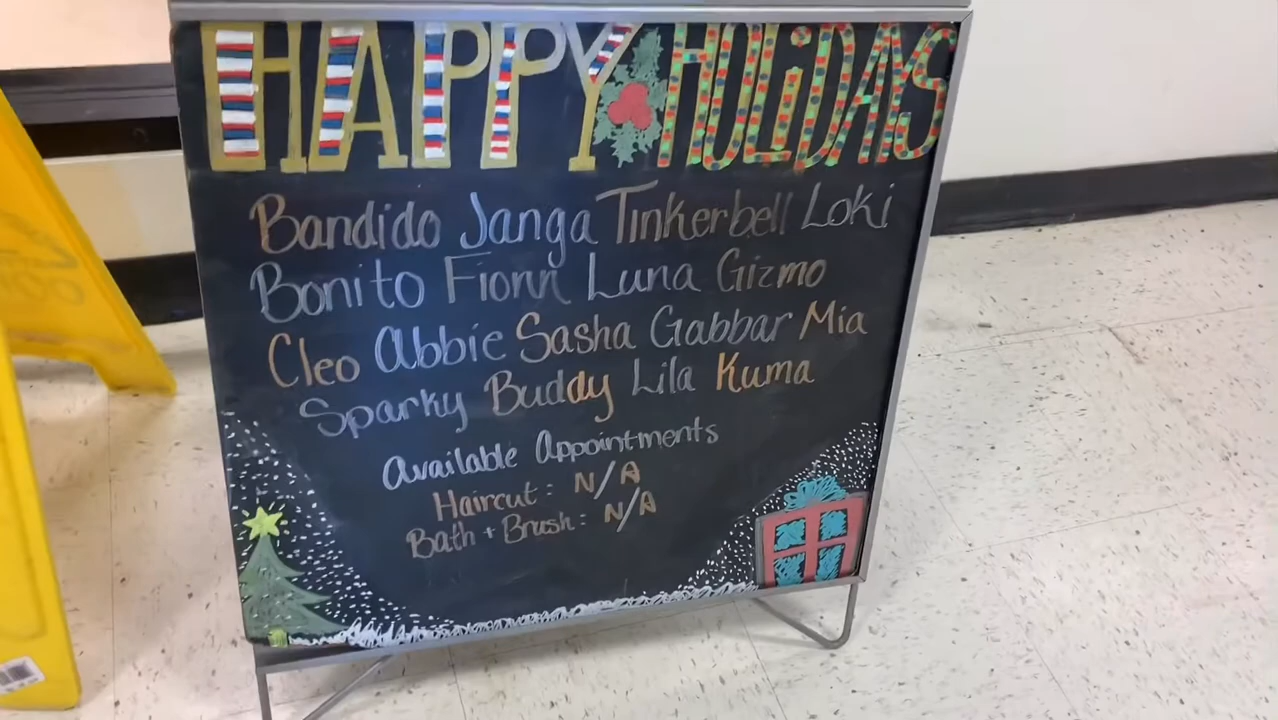 HAPPY HOLiDAYS
Bandido Janga Tinkerbell Loki
Bonito Fionn Luna Gizmo
Cleo Abbie Sasha Gabbar Mia
Sparky Buddy Lila Kuma
Available Appointments
Haircut: N/A
Bath + Brush: N/A